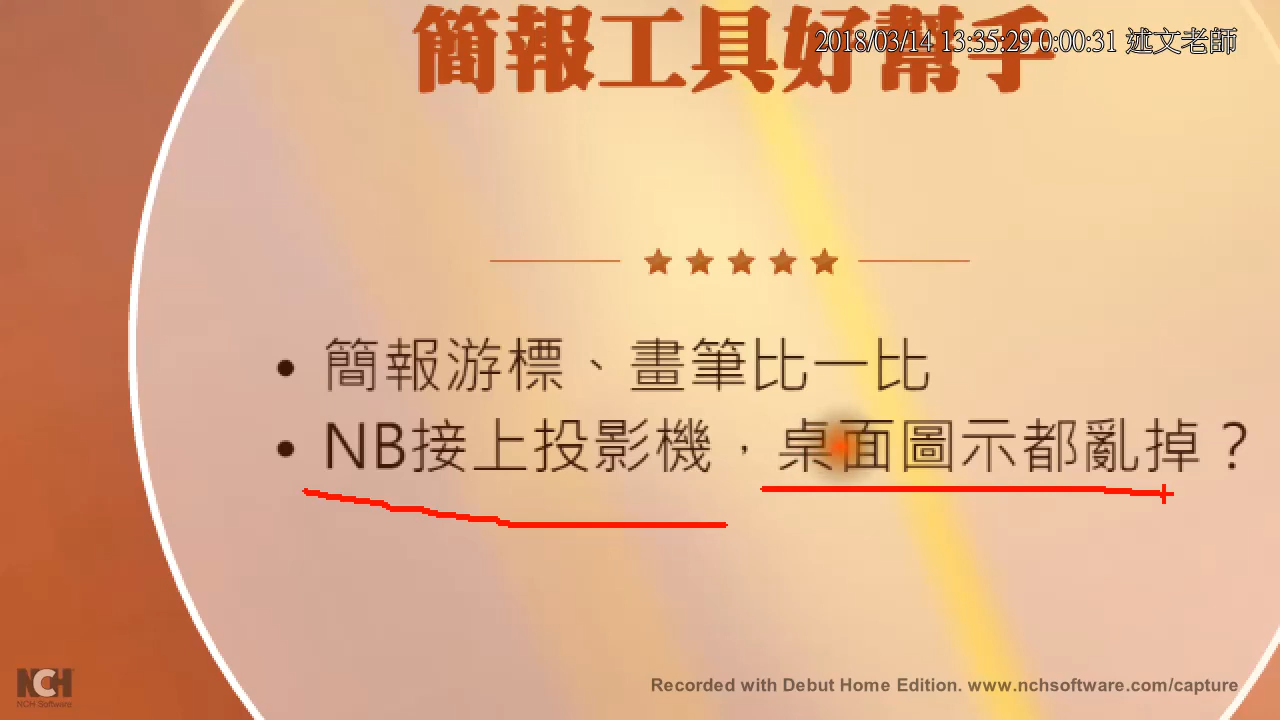 簡報工具好幫手
2018/03/14 13:35:29 0:00:31 述文老師
• 簡報游標、畫筆比一比
• NB接上投影機，桌面圖示都亂掉？
NCH
NCH Software
Recorded with Debut Home Edition. www.nchsoftware.com/capture